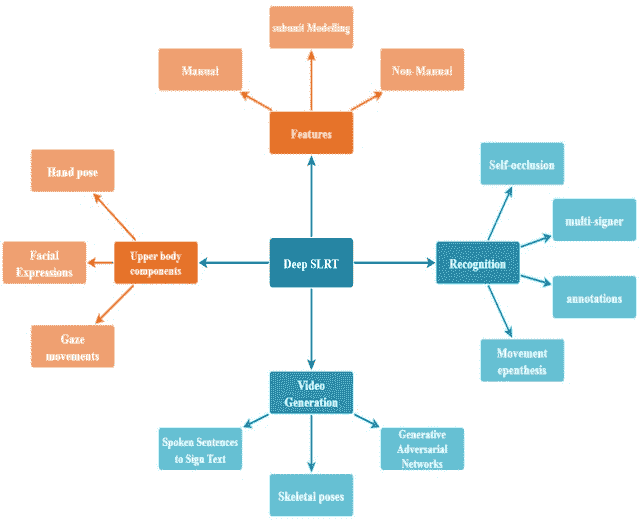 subunit Modelling
Manual
Non-Manual
Features
Hand pose
Self-occlusion
multi-signer
Facial
Expressions
Upper body
components
Deep SLRT
Recognition
annotations
Gaze
movements
Movement
epenthesis
Video
Generation
Spoken Sentences
to Sign Text
Generative
Adversarial
Networks
Skeletal poses